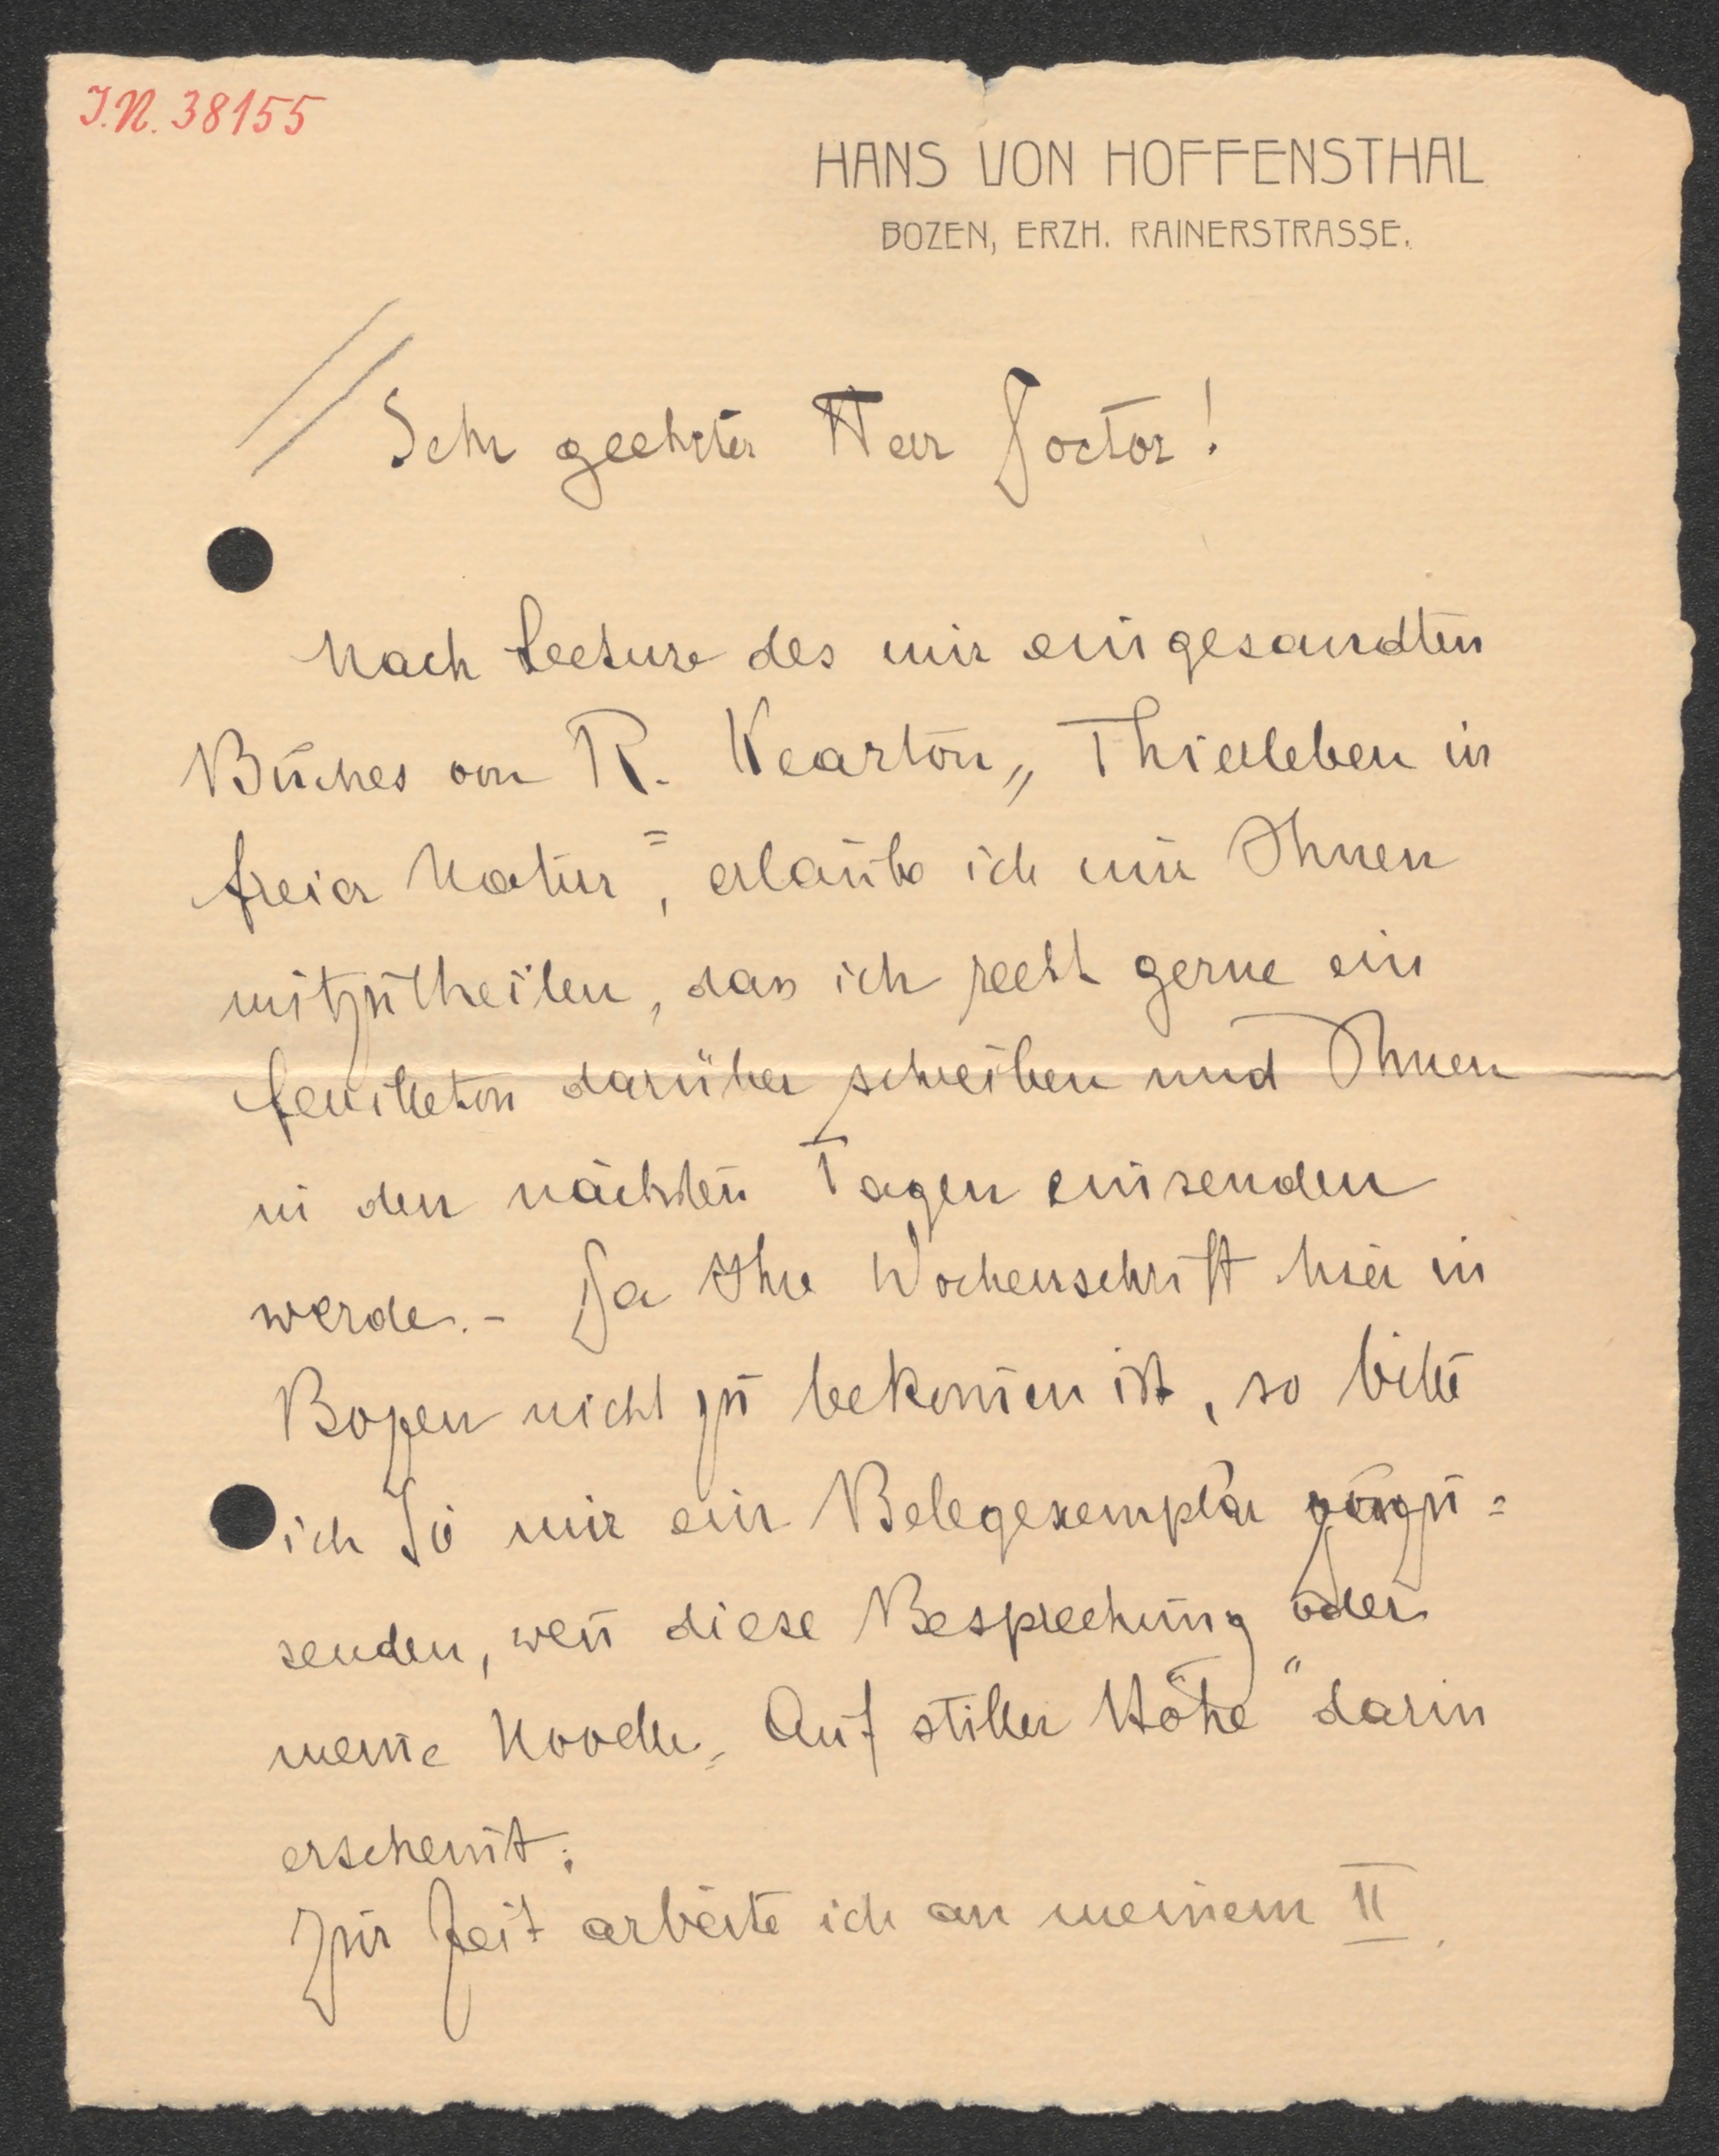 I.N. 38155
HANS VON HOFFENSTHAL
BOZEN, ERZH. RAINERSTRASSE.
Sehr geehrter Herr Doctor!
Nach Lecture des mir eingesandten
Buches von R. Kearton „Thierleben in
freier Natur“, erlaube ich mir Ihnen
mitzutheilen, dass ich recht gerne ein
feuilleton darüber schreiben und Ihnen
in den nächsten Tagen einsenden
werde. - Da Ihre Wochenschrift hier in
Bozen nicht zu bekom̅en ist, so bitte
ich Sie mir ein Belegexemplar
senden, wen̅ diese Besprechung oder
meine Novelle „Auf stiller Höhe“ darin
erscheint.
Zur Zeit arbeite ich an meinem II.